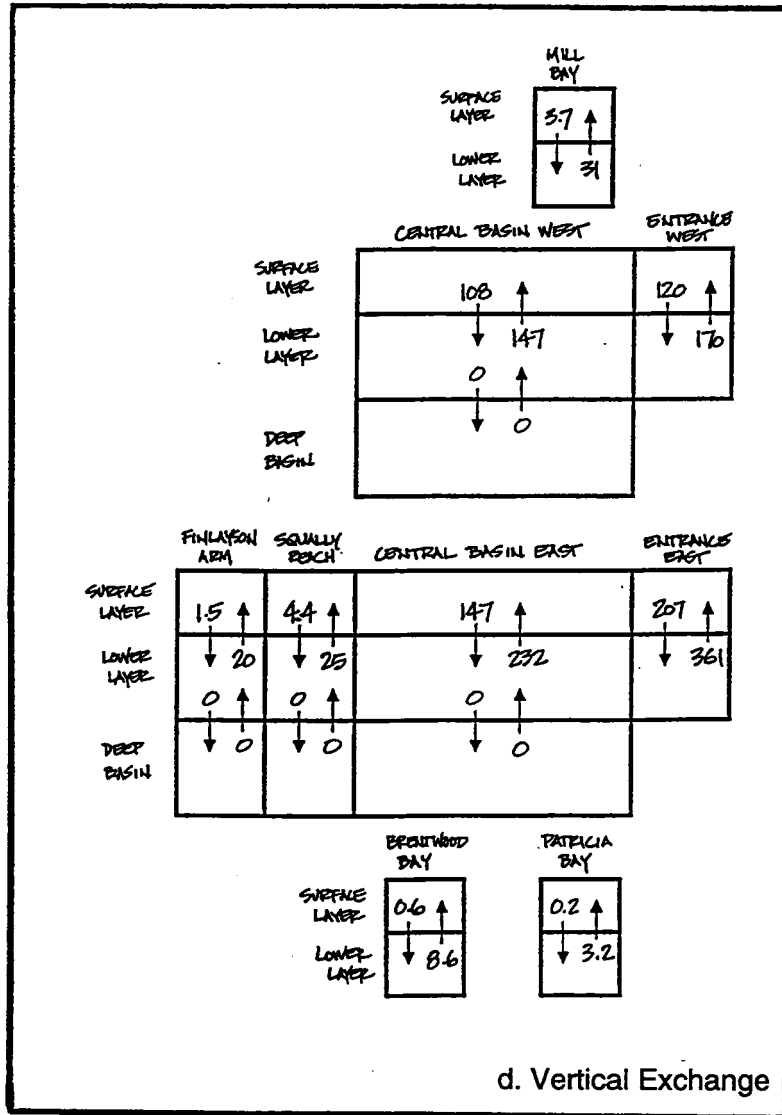 MILL
BAY
SURFACE
LAYER
3.7
LOWER
LAYER
31
CENTRAL BASIN WEST
ENTRANCE
WEST
SURFACE
LAYER
108
120
LOWER
LAYER
147
170
0
DEEP
BASIN
0
FINLAYSON
ARM
SQUALLY
REACH
CENTRAL BASIN EAST
ENTRANCE
EAST
SURFACE
LAYER
1.5
4.4
147
207
LOWER
LAYER
20
25
232
361
0
0
0
DEEP
BASIN
0
0
0
BRENTWOOD
BAY
PATRICIA
BAY
SURFACE
LAYER
0.6
0.2
LOWER
LAYER
8.6
3.2
d. Vertical Exchange